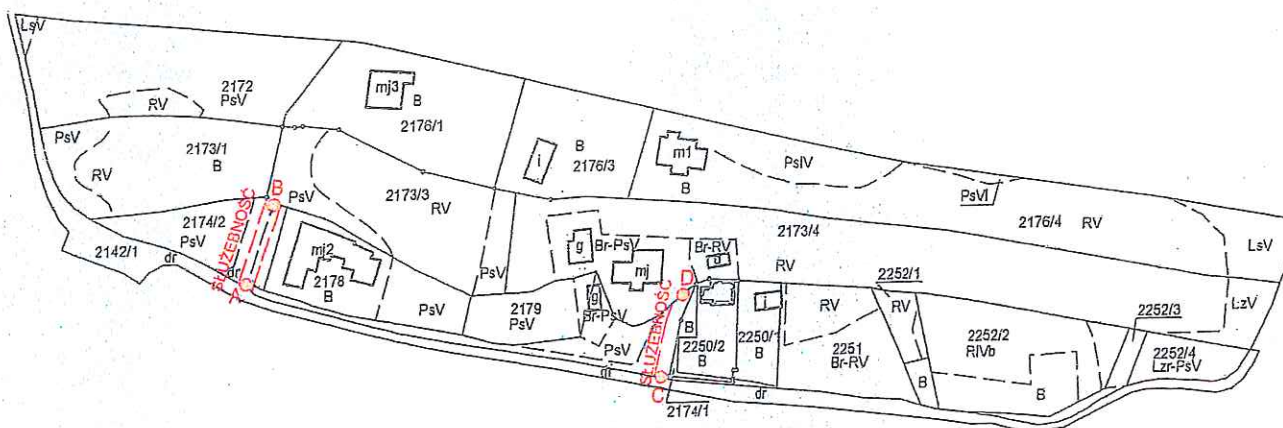 LsV
2172
PsV
RV
mj3
B
2176/1
i
B
2176/3
m1
B
PsIV
PsVI
2176/4 RV
LsV
PsV
RV
2173/1
B
B
PsV
2173/3
RV
2173/4
RV
SŁUŻEBNOŚĆ
2174/2
PsV
2142/1
dr
dr
A
mj2
2178
B
PsV
PsV
g
Br-PsV
mj
Br-RV
g
Br-PsV
2179
PsV
PsV
D
SŁUŻEBNOŚĆ
B
2250/2
B
j
2250/1
B
RV
2251
Br-RV
2252/1
RV
B
2252/2
RIVb
B
2252/3
LzV
2252/4
Lzr-PsV
dr
C
2174/1
dr